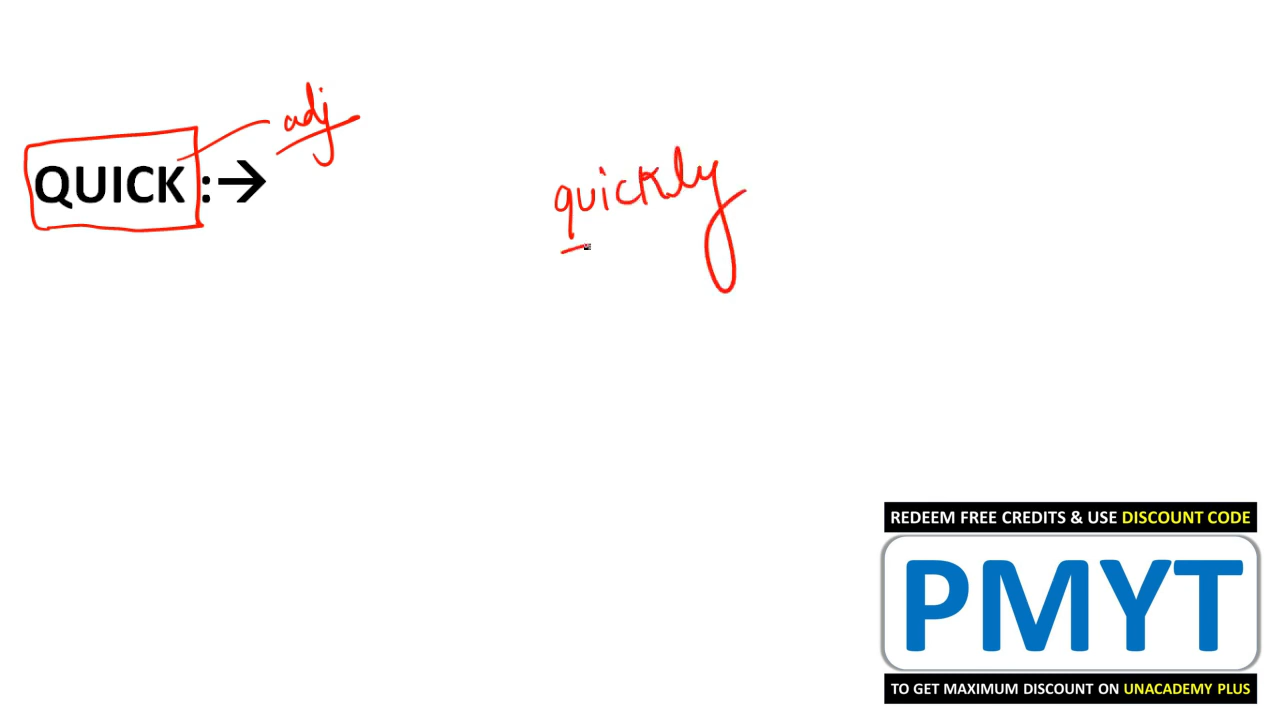 adj
QUICK :→
quickly
REDEEM FREE CREDITS & USE DISCOUNT CODE
PMYT
TO GET MAXIMUM DISCOUNT ON UNACADEMY PLUS